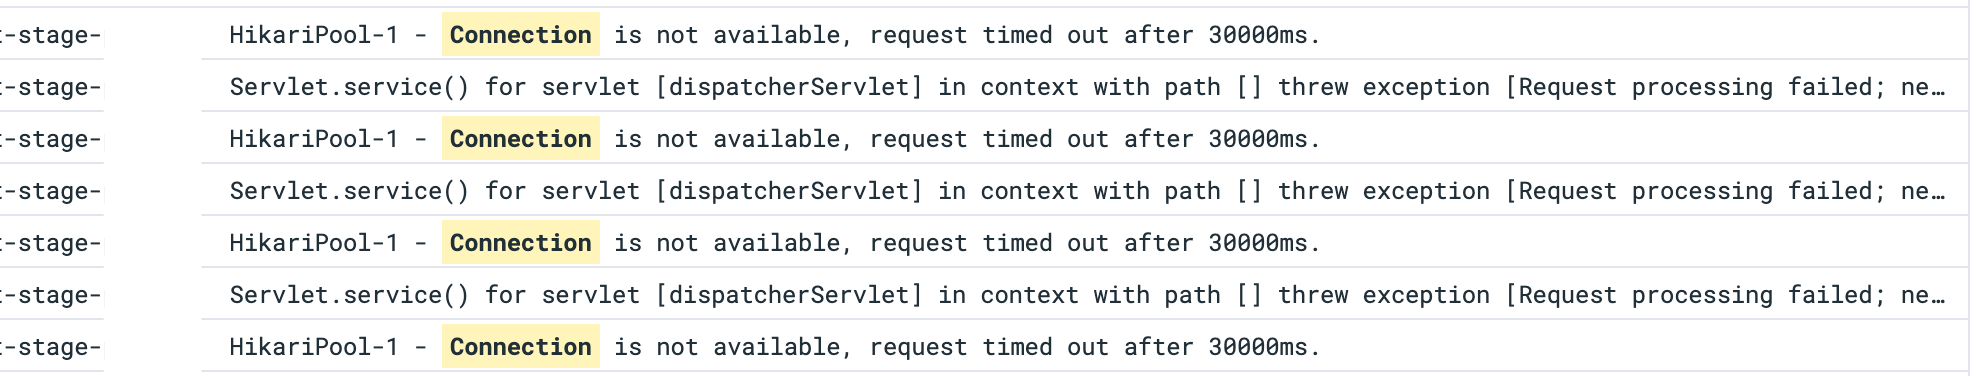 -stage- HikariPool-1 - Connection is not available, request timed out after 30000ms.
-stage- Servlet.service() for servlet [dispatcherServlet] in context with path [] threw exception [Request processing failed; ne…
-stage- HikariPool-1 - Connection is not available, request timed out after 30000ms.
-stage- Servlet.service() for servlet [dispatcherServlet] in context with path [] threw exception [Request processing failed; ne…
-stage- HikariPool-1 - Connection is not available, request timed out after 30000ms.
-stage- Servlet.service() for servlet [dispatcherServlet] in context with path [] threw exception [Request processing failed; ne…
-stage- HikariPool-1 - Connection is not available, request timed out after 30000ms.